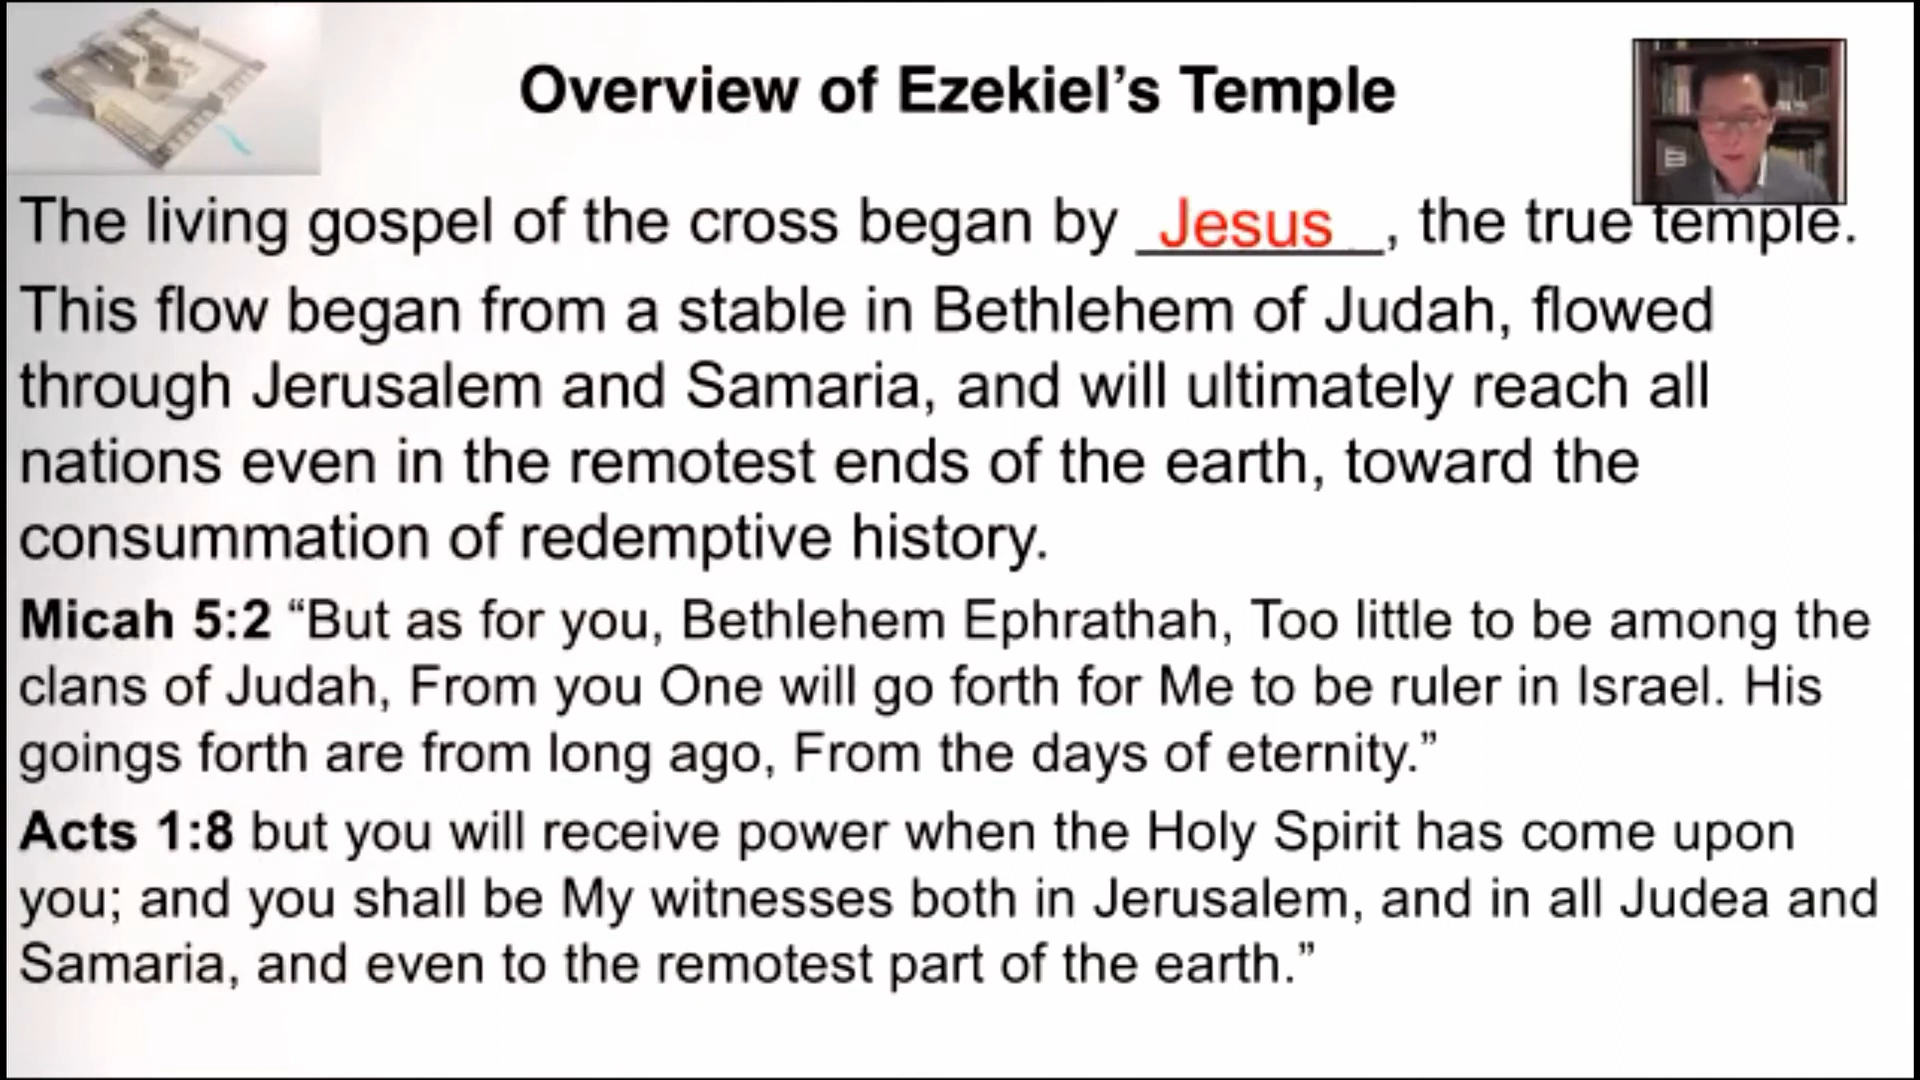 Overview of Ezekiel’s Temple
The living gospel of the cross began by Jesus, the true temple.
This flow began from a stable in Bethlehem of Judah, flowed
through Jerusalem and Samaria, and will ultimately reach all
nations even in the remotest ends of the earth, toward the
consummation of redemptive history.
Micah 5:2 “But as for you, Bethlehem Ephrathah, Too little to be among the
clans of Judah, From you One will go forth for Me to be ruler in Israel. His
goings forth are from long ago, From the days of eternity.”
Acts 1:8 but you will receive power when the Holy Spirit has come upon
you; and you shall be My witnesses both in Jerusalem, and in all Judea and
Samaria, and even to the remotest part of the earth.”